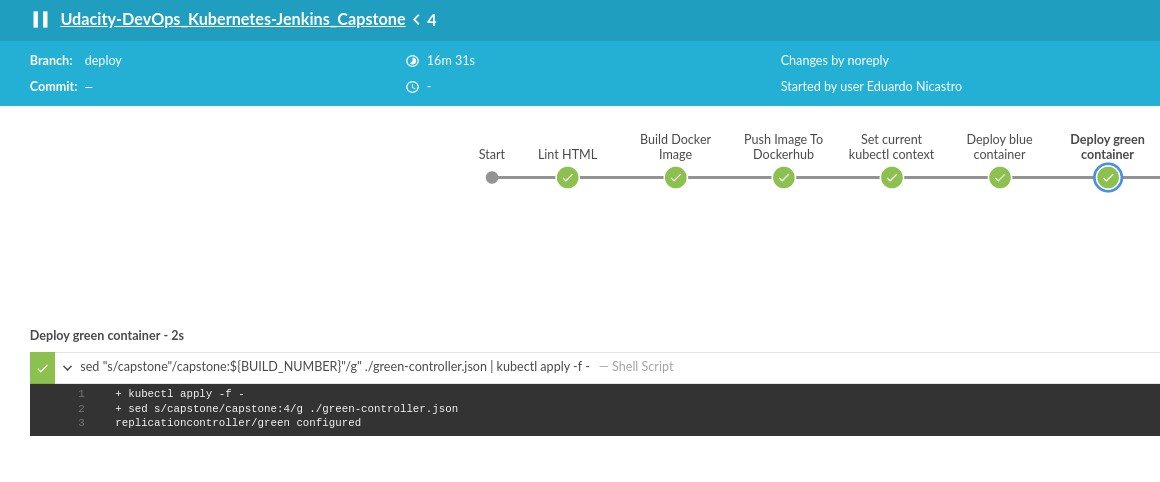 Udacity-DevOps_Kubernetes-Jenkins_Capstone < 4
Branch: deploy 16m 31s Changes by noreply
Commit: — - Started by user Eduardo Nicastro
Start
Lint HTML
Build Docker
Image
Push Image To
Dockerhub
Set current
kubectl context
Deploy blue
container
Deploy green
container
Deploy green container - 2s
sed "s/capstone"/capstone:${BUILD_NUMBER}"/g" ./green-controller.json | kubectl apply -f - — Shell Script
1 + kubectl apply -f -
2 + sed s/capstone/capstone:4/g ./green-controller.json
3 replicationcontroller/green configured